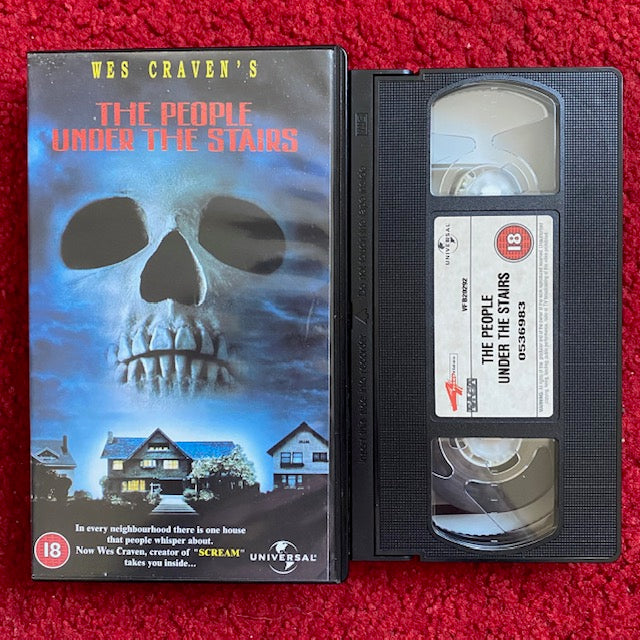 WES CRAVEN'S
THE PEOPLE
UNDER THE STAIRS
In every neighbourhood there is one house
that people whisper about.
Now Wes Craven, creator of "SCREAM"
takes you inside...
18
UNIVERSAL
UNIVERSAL
18
THE PEOPLE
UNDER THE STAIRS
0536983